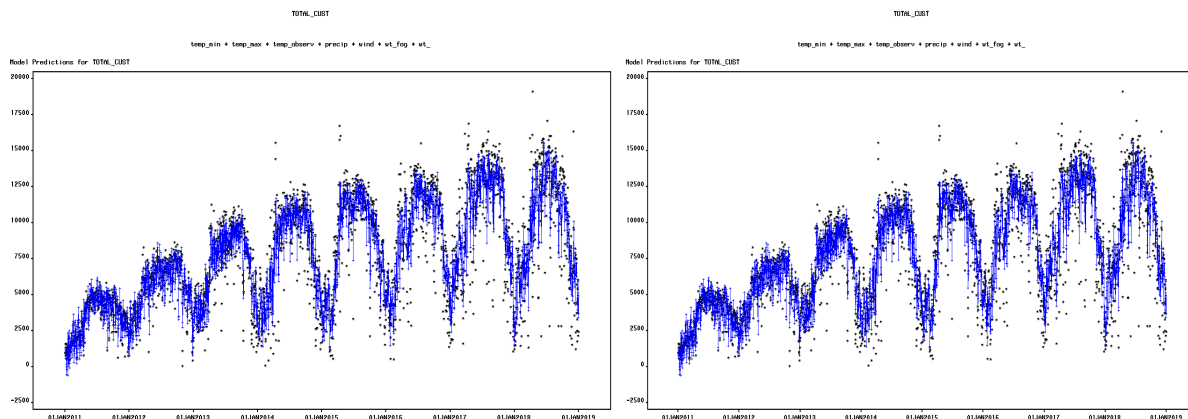 TOTAL_CUST
temp_min + temp_max + temp_observ + precip + wind + wt_fog + wt_
Model Predictions for TOTAL_CUST
20000
17500
15000
12500
10000
7500
5000
2500
0
-2500
01JAN2011 01JAN2012 01JAN2013 01JAN2014 01JAN2015 01JAN2016 01JAN2017 01JAN2018 01JAN2019
TOTAL_CUST
temp_min + temp_max + temp_observ + precip + wind + wt_fog + wt_
Model Predictions for TOTAL_CUST
20000
17500
15000
12500
10000
7500
5000
2500
0
-2500
01JAN2011 01JAN2012 01JAN2013 01JAN2014 01JAN2015 01JAN2016 01JAN2017 01JAN2018 01JAN2019